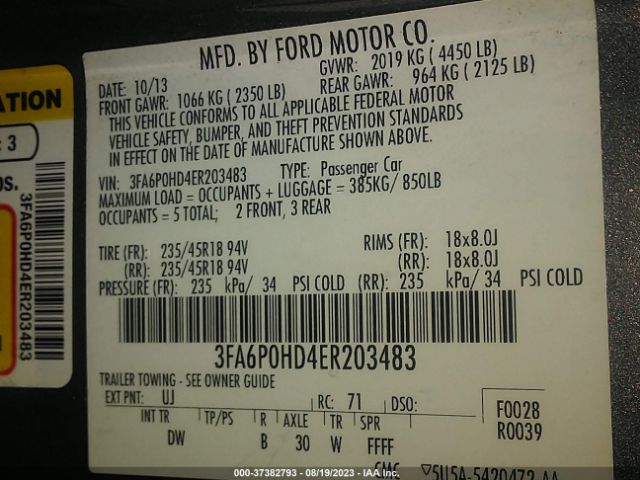 MFD. BY FORD MOTOR CO.
DATE: 10/13
GVWR: 2019 KG ( 4450 LB)
FRONT GAWR: 1066 KG ( 2350 LB)
REAR GAWR: 964 KG ( 2125 LB)
THIS VEHICLE CONFORMS TO ALL APPLICABLE FEDERAL MOTOR
VEHICLE SAFETY, BUMPER, AND THEFT PREVENTION STANDARDS
IN EFFECT ON THE DATE OF MANUFACTURE SHOWN ABOVE.
VIN: 3FA6P0HD4ER203483 TYPE: Passenger Car
MAXIMUM LOAD = OCCUPANTS + LUGGAGE = 385KG/ 850LB
OCCUPANTS = 5 TOTAL; 2 FRONT, 3 REAR
TIRE (FR): 235/45R18 94V RIMS (FR): 18x8.0J
(RR): 235/45R18 94V (RR): 18x8.0J
PRESSURE (FR): 235 kPa/ 34 PSI COLD (RR): 235 kPa/ 34 PSI COLD
3FA6P0HD4ER203483
TRAILER TOWING - SEE OWNER GUIDE
EXT PNT: UJ RC: 71 DSO:
F0028
R0039
INT TR TP/PS R AXLE TR SPR
DW B 30 W FFFF
3
3FA6P0HD4ER203483
000-37382793 - 08/19/2023 - IAA Inc.